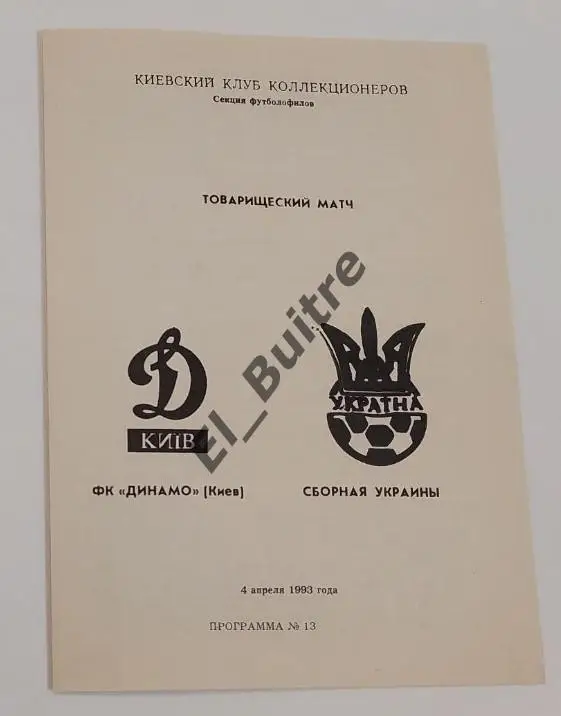 КИЕВСКИЙ КЛУБ КОЛЛЕКЦИОНЕРОВ
Секция футболофилов
ТОВАРИЩЕСКИЙ МАТЧ
El_Buitre
Д
КИЇВ
УКРАЇНА
ФК «ДИНАМО» (Киев)
СБОРНАЯ УКРАИНЫ
4 апреля 1993 года
ПРОГРАММА № 13